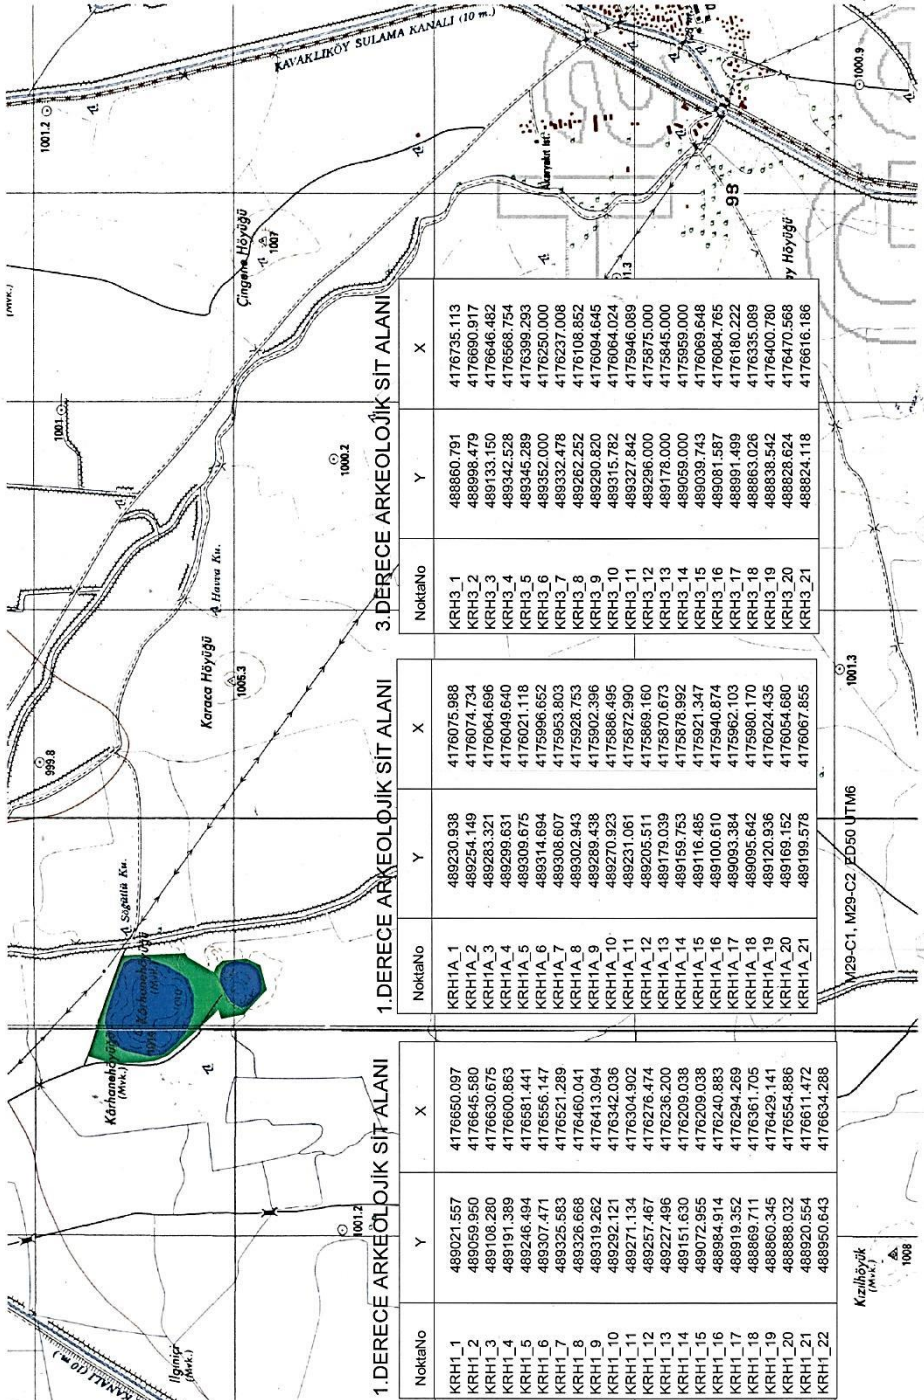 KAVAKLIKÖY SULAMA KANALI (10 m.)
1001.2
1000.9
(Mvk.)
Çingene Höyüğü
1007
Akaryakıt İst.
98
1001
1000.2
Havva Ku.
Karaca Höyüğü
1005.3
999.8
Kârhanehöyüğü
(Mvk.)
1001.2
İlginiçi
(Mvk.)
KANALI (10 m.)
Kızılhöyük
(Mvk.)
1008
1001.3
1.DERECE ARKEOLOJİK SİT ALANI
NoktaNo Y X
KRH1_1 489021.557 4176650.097
KRH1_2 489059.950 4176645.580
KRH1_3 489108.280 4176630.675
KRH1_4 489191.389 4176600.863
KRH1_5 489246.494 4176581.441
KRH1_6 489307.471 4176556.147
KRH1_7 489325.583 4176521.289
KRH1_8 489326.668 4176460.041
KRH1_9 489319.262 4176413.094
KRH1_10 489292.121 4176342.036
KRH1_11 489271.134 4176304.902
KRH1_12 489257.467 4176276.474
KRH1_13 489227.496 4176236.200
KRH1_14 489151.630 4176209.038
KRH1_15 489072.955 4176209.038
KRH1_16 488984.914 4176240.883
KRH1_17 488919.352 4176294.269
KRH1_18 488869.711 4176361.705
KRH1_19 488860.345 4176429.141
KRH1_20 488888.032 4176554.886
KRH1_21 488920.554 4176611.472
KRH1_22 488950.643 4176634.288
1.DERECE ARKEOLOJİK SİT ALANI
NoktaNo Y X
KRH1A_1 489230.938 4176075.988
KRH1A_2 489254.149 4176074.734
KRH1A_3 489283.321 4176064.696
KRH1A_4 489299.631 4176049.640
KRH1A_5 489309.675 4176021.118
KRH1A_6 489314.694 4175996.652
KRH1A_7 489308.607 4175953.803
KRH1A_8 489302.943 4175928.753
KRH1A_9 489289.438 4175902.396
KRH1A_10 489270.923 4175886.495
KRH1A_11 489231.061 4175872.990
KRH1A_12 489205.511 4175869.160
KRH1A_13 489179.039 4175870.673
KRH1A_14 489159.753 4175878.992
KRH1A_15 489116.485 4175921.347
KRH1A_16 489100.610 4175940.874
KRH1A_17 489093.384 4175962.103
KRH1A_18 489095.642 4175980.170
KRH1A_19 489120.936 4176024.435
KRH1A_20 489169.152 4176054.680
KRH1A_21 489199.578 4176067.855
3.DERECE ARKEOLOJİK SİT ALANI
NoktaNo Y X
KRH3_1 488860.791 4176735.113
KRH3_2 488998.479 4176690.917
KRH3_3 489133.150 4176646.482
KRH3_4 489342.528 4176568.754
KRH3_5 489345.289 4176399.293
KRH3_6 489352.000 4176250.000
KRH3_7 489332.478 4176237.008
KRH3_8 489262.252 4176108.852
KRH3_9 489290.820 4176094.645
KRH3_10 489315.782 4176064.024
KRH3_11 489327.842 4175946.089
KRH3_12 489296.000 4175875.000
KRH3_13 489178.000 4175845.000
KRH3_14 489059.000 4175959.000
KRH3_15 489039.743 4176069.648
KRH3_16 489081.587 4176084.765
KRH3_17 488991.499 4176180.222
KRH3_18 488863.026 4176335.089
KRH3_19 488838.542 4176400.780
KRH3_20 488828.624 4176470.568
KRH3_21 488824.118 4176616.186
M29-C1, M29-C2 ED50 UTM6